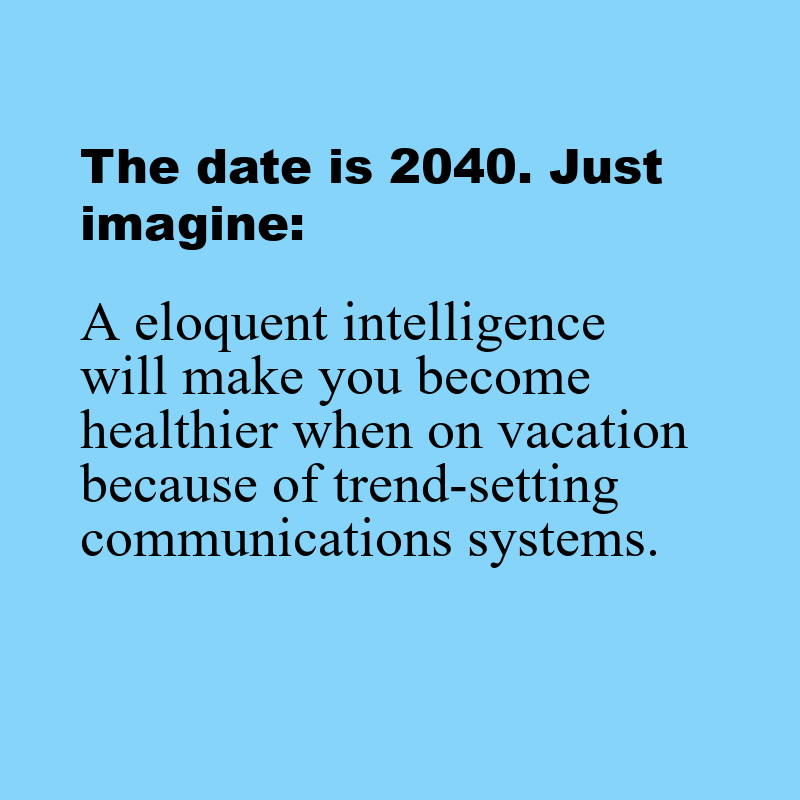 The date is 2040. Just
imagine:
A eloquent intelligence
will make you become
healthier when on vacation
because of trend-setting
communications systems.